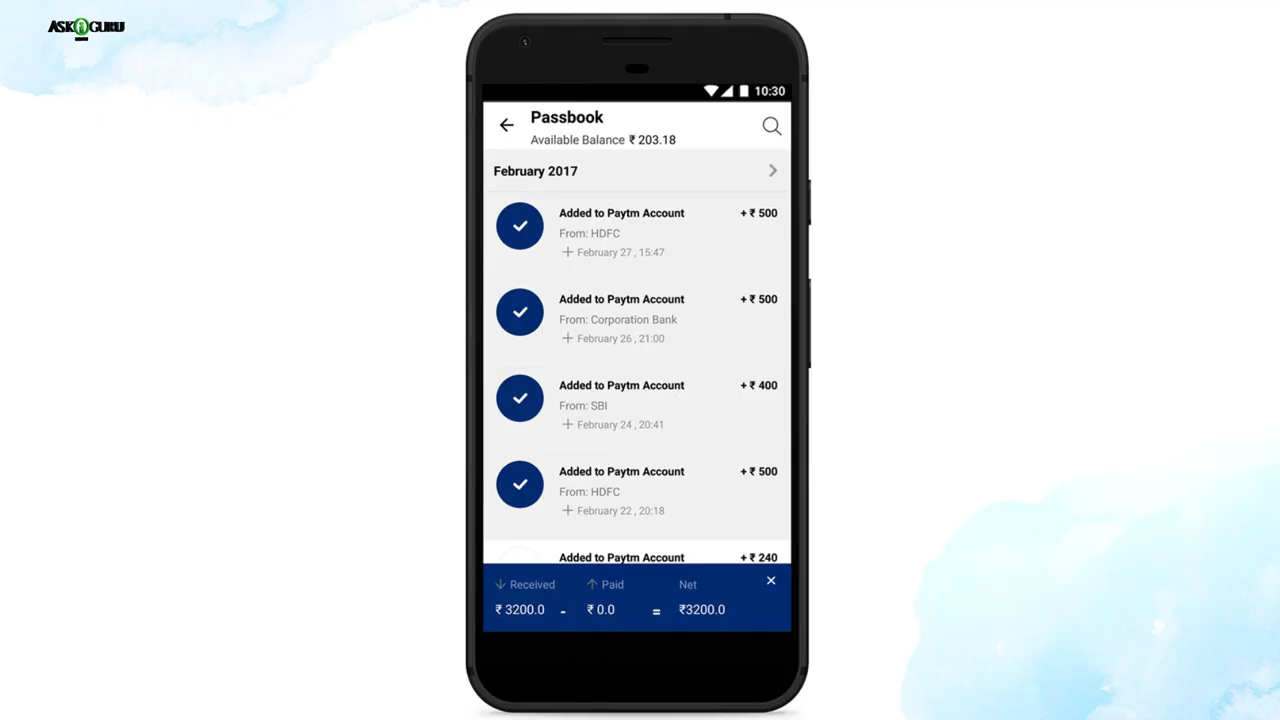 ASK GURU
10:30
Passbook
Available Balance ₹ 203.18
February 2017
Added to Paytm Account + ₹ 500
From: HDFC
February 27 , 15:47
Added to Paytm Account + ₹ 500
From: Corporation Bank
February 26 , 21:00
Added to Paytm Account + ₹ 400
From: SBI
February 24 , 20:41
Added to Paytm Account + ₹ 500
From: HDFC
February 22 , 20:18
Added to Paytm Account + ₹ 240
Received Paid Net
₹ 3200.0 - ₹ 0.0 = ₹3200.0